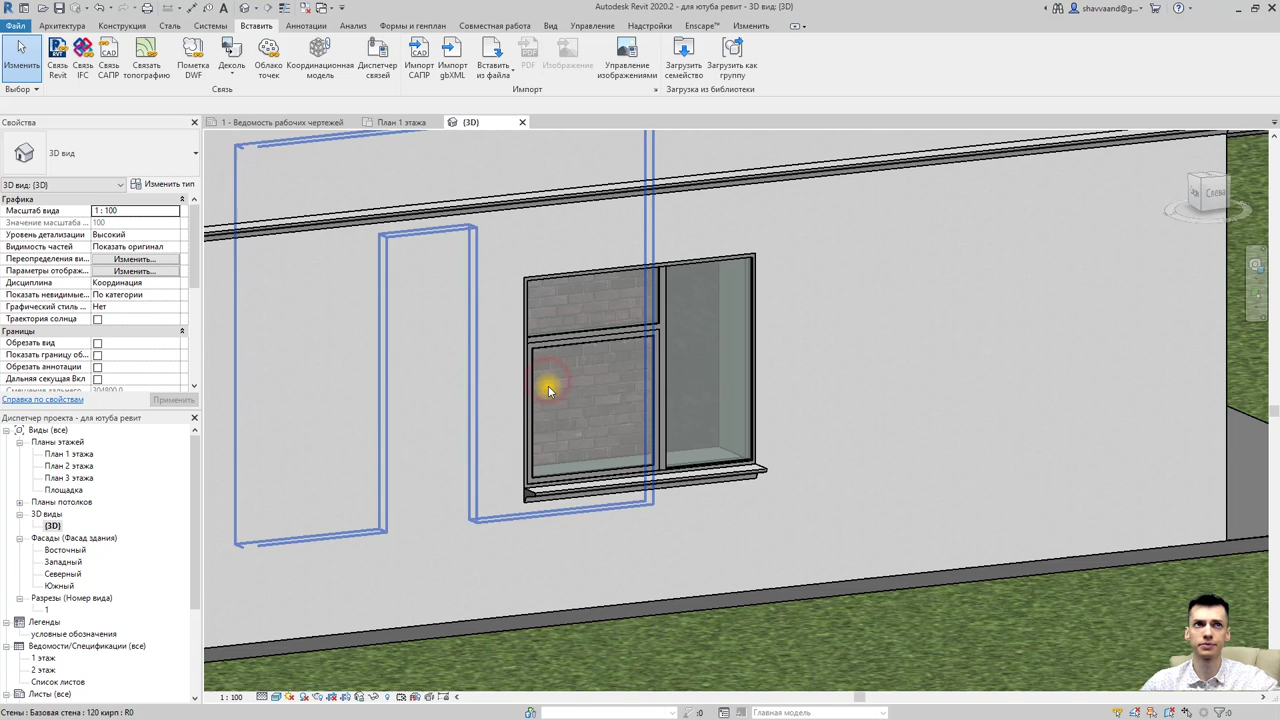 Autodesk Revit 2020.2 - для ютуба ревит - 3D вид: {3D}
shavvaand@g...
Файл Архитектура Конструкция Сталь Системы Вставить Аннотации Анализ Формы и генплан Совместная работа Вид Управление Надстройки Enscape™ Изменить
Изменить
Связь Revit
Связь IFC
Связь САПР
Связать топографию
Пометка DWF
Деколь
Облако точек
Координационная модель
Диспетчер связей
Импорт САПР
Импорт gbXML
Вставить из файла
PDF
Изображение
Управление изображениями
Загрузить семейство
Загрузить как группу
Выбор Связь Импорт Загрузка из библиотеки
Свойства
1 - Ведомость рабочих чертежей План 1 этажа {3D}
3D вид
3D вид: {3D} Изменить тип
Графика
Масштаб вида 1 : 100
Значение масштаба ... 100
Уровень детализации Высокий
Видимость частей Показать оригинал
Переопределения ви... Изменить...
Параметры отображ... Изменить...
Дисциплина Координация
Показать невидимые... По категории
Графический стиль ... Нет
Траектория солнца
Границы
Обрезать вид
Показать границу об...
Обрезать аннотации
Дальняя секущая Вкл
304800.0
Справка по свойствам Применить
Диспетчер проекта - для ютуба ревит
Виды (все)
Планы этажей
План 1 этажа
План 2 этажа
План 3 этажа
Площадка
Планы потолков
3D виды
{3D}
Фасады (Фасад здания)
Восточный
Западный
Северный
Южный
Разрезы (Номер вида)
1
Легенды
условные обозначения
Ведомости/Спецификации (все)
1 этаж
2 этаж
Список листов
Листы (все)
Слева
1 : 100
Стены : Базовая стена : 120 кирп : R0
:0
Главная модель
:0